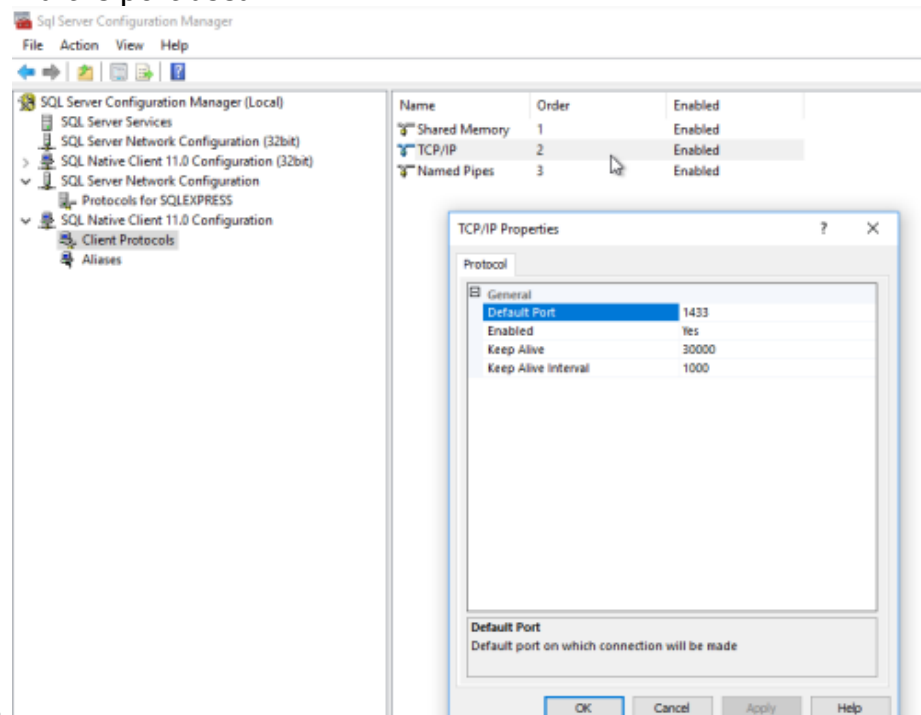 Sql Server Configuration Manager
File Action View Help
SQL Server Configuration Manager (Local)
SQL Server Services
SQL Server Network Configuration (32bit)
SQL Native Client 11.0 Configuration (32bit)
SQL Server Network Configuration
Protocols for SQLEXPRESS
SQL Native Client 11.0 Configuration
Client Protocols
Aliases
Name Order Enabled
Shared Memory 1 Enabled
TCP/IP 2 Enabled
Named Pipes 3 Enabled
TCP/IP Properties ? ×
Protocol
General
Default Port 1433
Enabled Yes
Keep Alive 30000
Keep Alive Interval 1000
Default Port
Default port on which connection will be made
OK Cancel Apply Help